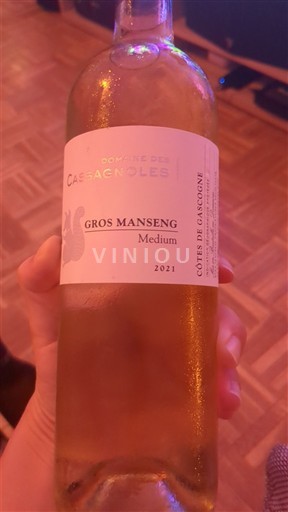 DOMAINE DES
CASSAGNOLES
GROS MANSENG
Medium
2021
CÔTES DE GASCOGNE
VINIOU